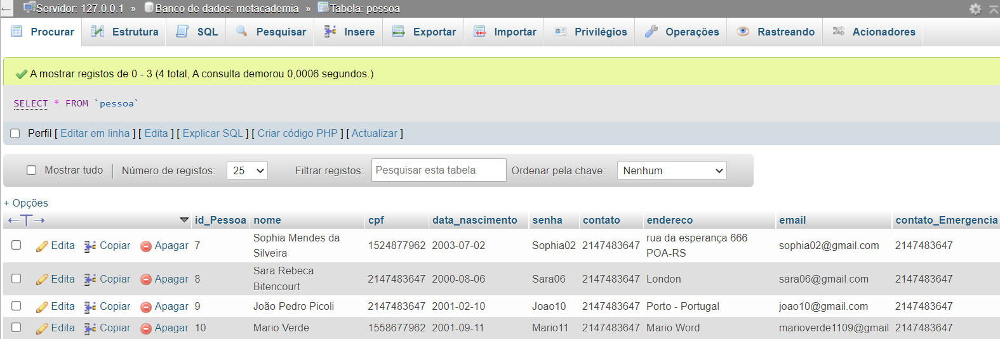 Servidor: 127.0.0.1 » Banco de dados: metacademia » Tabela: pessoa
Procurar Estrutura SQL Pesquisar Insere Exportar Importar Privilégios Operações Rastreando Acionadores
A mostrar registos de 0 - 3 (4 total, A consulta demorou 0,0006 segundos.)
SELECT * FROM `pessoa`
Perfil [ Editar em linha ] [ Edita ] [ Explicar SQL ] [ Criar código PHP ] [ Actualizar ]
Mostrar tudo | Número de registos: 25 Filtrar registos: Pesquisar esta tabela Ordenar pela chave: Nenhum
+ Opções
←T→ id_Pessoa nome cpf data_nascimento senha contato endereco email contato_Emergencia
Edita Copiar Apagar 7 Sophia Mendes da Silveira 1524877962 2003-07-02 Sophia02 2147483647 rua da esperança 666 POA-RS sophia02@gmail.com 2147483647
Edita Copiar Apagar 8 Sara Rebeca Bitencourt 2147483647 2000-08-06 Sara06 2147483647 London sara06@gmail.com 2147483647
Edita Copiar Apagar 9 João Pedro Picoli 2147483647 2001-02-10 Joao10 2147483647 Porto - Portugal joao10@gmail.com 2147483647
Edita Copiar Apagar 10 Mario Verde 1558677962 2001-09-11 Mario11 2147483647 Mario Word marioverde1109@gmail 2147483647